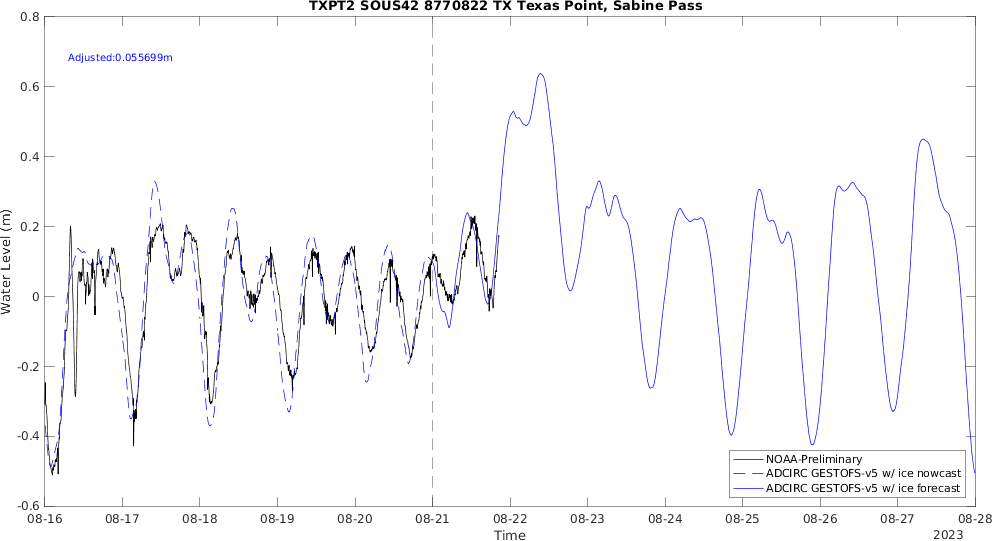 TXPT2 SOUS42 8770822 TX Texas Point, Sabine Pass
Adjusted:0.055699m
Water Level (m)
0.8
0.6
0.4
0.2
0
-0.2
-0.4
-0.6
NOAA-Preliminary
ADCIRC GESTOFS-v5 w/ ice nowcast
ADCIRC GESTOFS-v5 w/ ice forecast
08-16 08-17 08-18 08-19 08-20 08-21 08-22 08-23 08-24 08-25 08-26 08-27 08-28
Time
2023